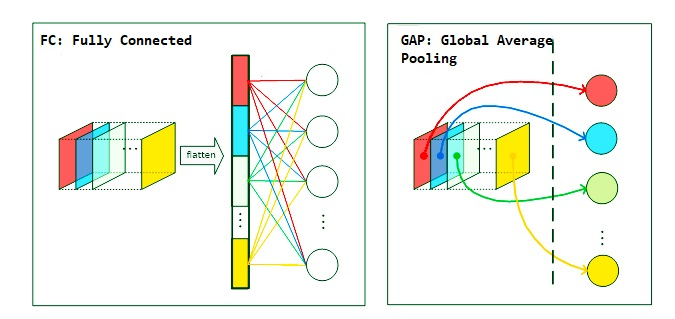 FC: Fully Connected
flatten
GAP: Global Average
Pooling